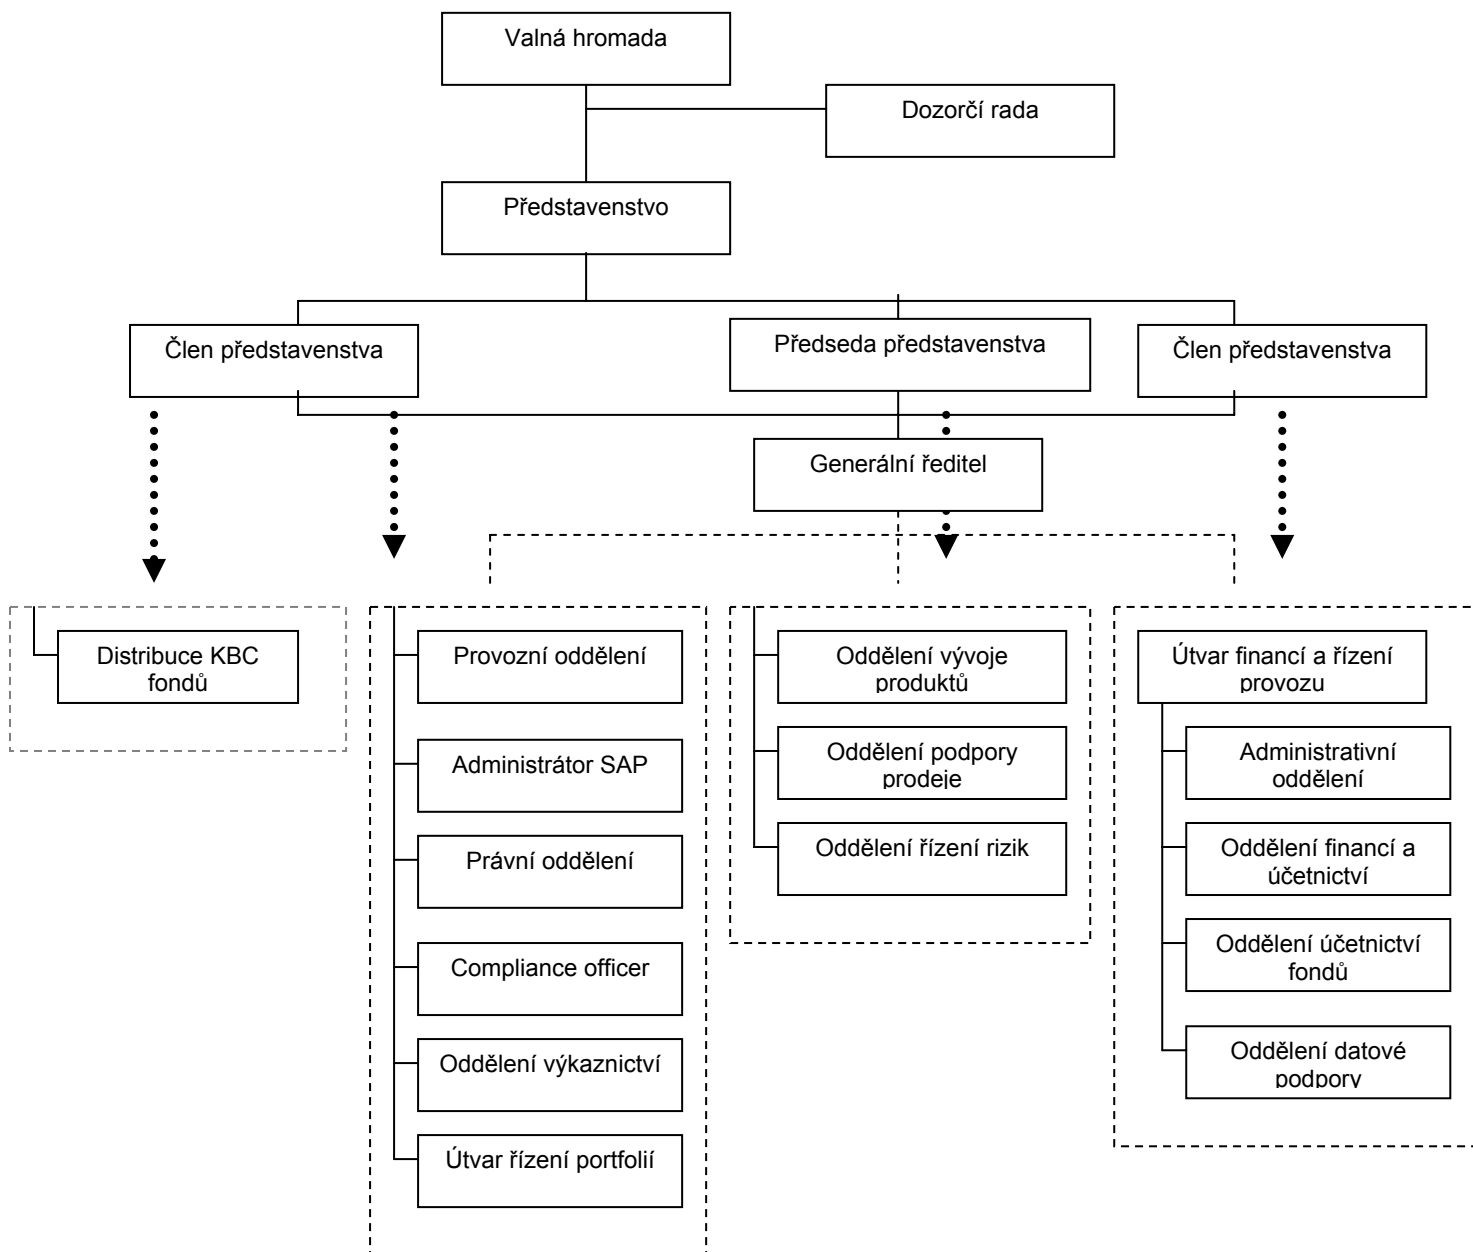 Valná hromada
Dozorčí rada
Představenstvo
Člen představenstva
Předseda představenstva
Člen představenstva
Generální ředitel
Distribuce KBC
fondů
Provozní oddělení
Administrátor SAP
Právní oddělení
Compliance officer
Oddělení výkaznictví
Útvar řízení portfolií
Oddělení vývoje
produktů
Oddělení podpory
prodeje
Oddělení řízení rizik
Útvar financí a řízení
provozu
Administrativní
oddělení
Oddělení financí a
účetnictví
Oddělení účetnictví
fondů
Oddělení datové
podpory